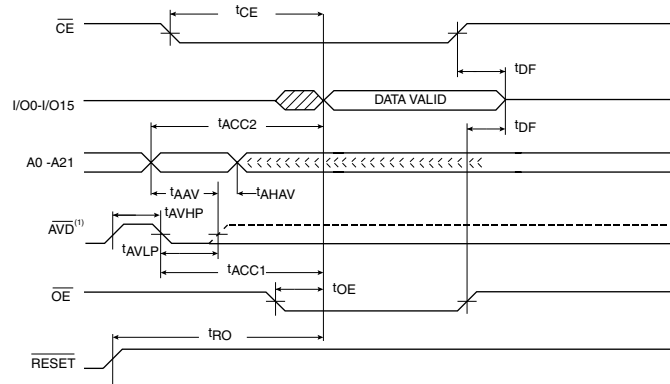 tCE
CE
tDF
I/O0-I/O15
DATA VALID
tACC2
tDF
A0 -A21
tAAV
tAHAV
tAVHP
AVD(1)
tAVLP
tACC1
OE
tOE
tRO
RESET